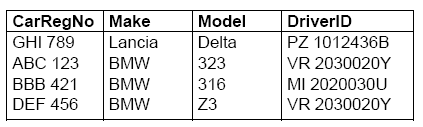 CarRegNo Make Model DriverID
GHI 789 Lancia Delta PZ 1012436B
ABC 123 BMW 323 VR 2030020Y
BBB 421 BMW 316 MI 2020030U
DEF 456 BMW Z3 VR 2030020Y